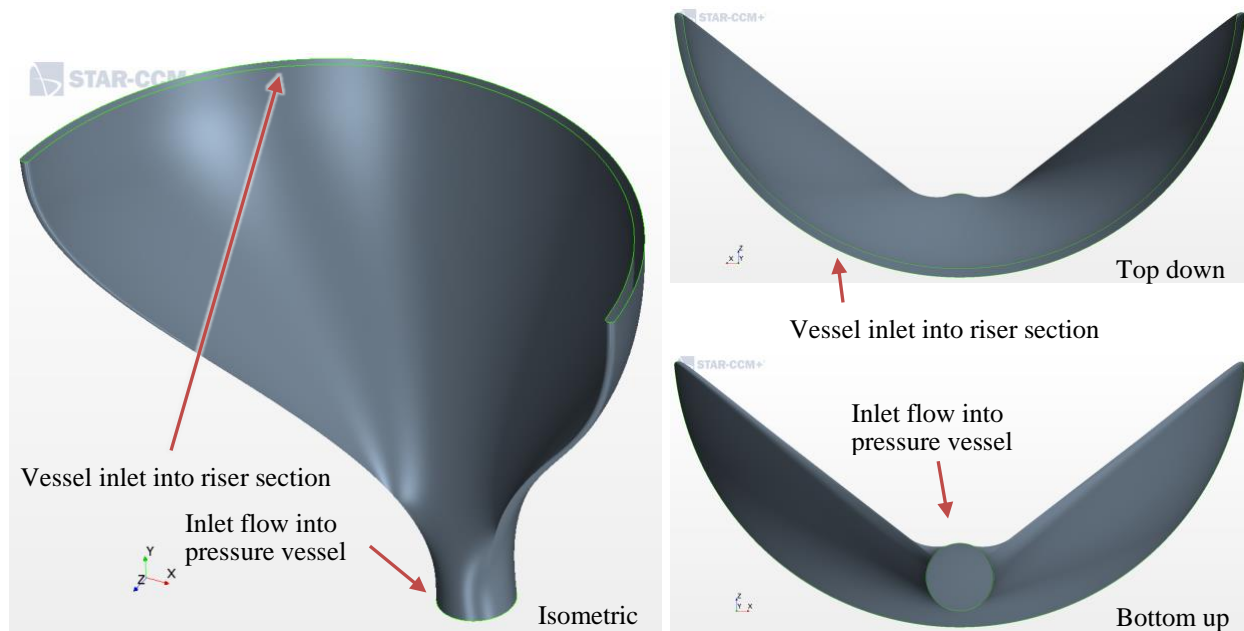 STAR-CCM+
Vessel inlet into riser section
Inlet flow into
pressure vessel
Y
Z
X
Isometric
STAR-CCM+
Z
X
Y
Top down
Vessel inlet into riser section
STAR-CCM+
Inlet flow into
pressure vessel
Z
Y
X
Bottom up